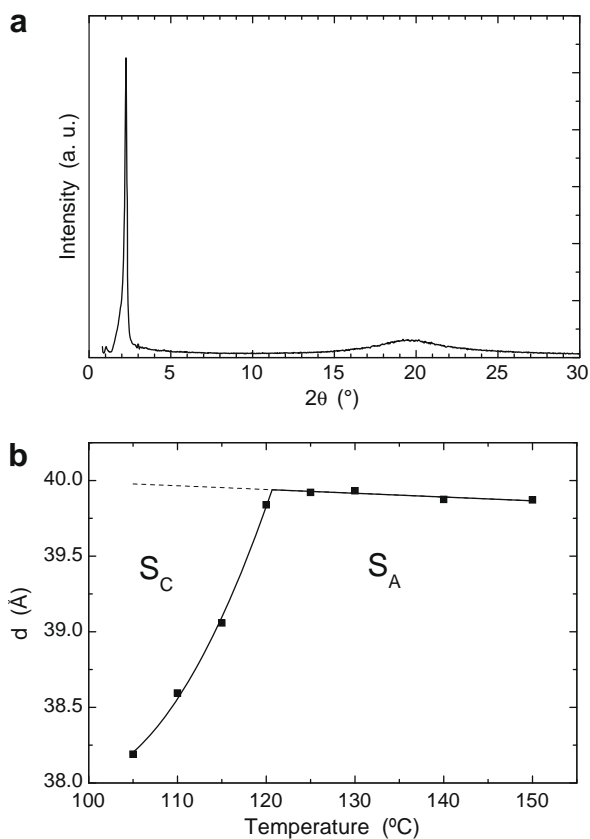 a
Intensity (a. u.)
0 5 10 15 20 25 30
2θ (°)
b
40.0
39.5
39.0
38.5
38.0
d (Å)
S_C
S_A
100 110 120 130 140 150
Temperature (ºC)